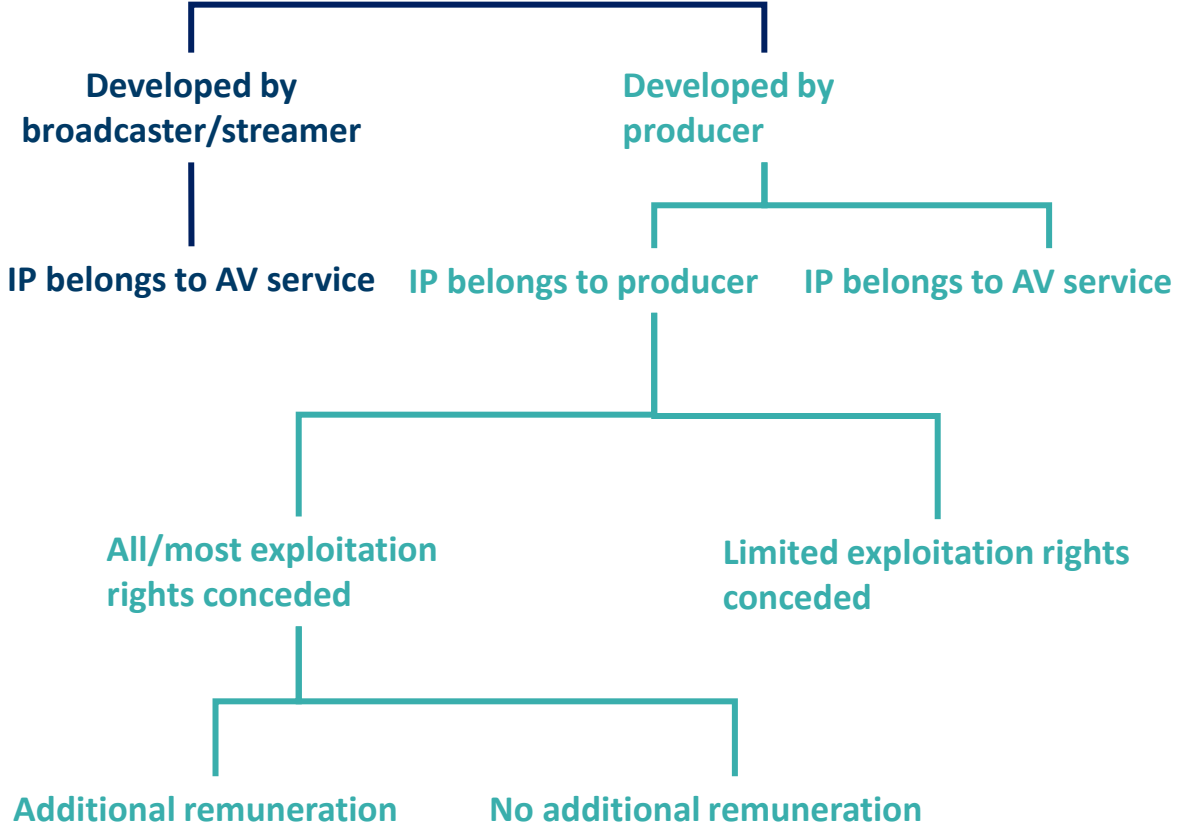 Developed by
broadcaster/streamer
Developed by
producer
IP belongs to AV service
IP belongs to producer
IP belongs to AV service
All/most exploitation
rights conceded
Limited exploitation rights
conceded
Additional remuneration
No additional remuneration